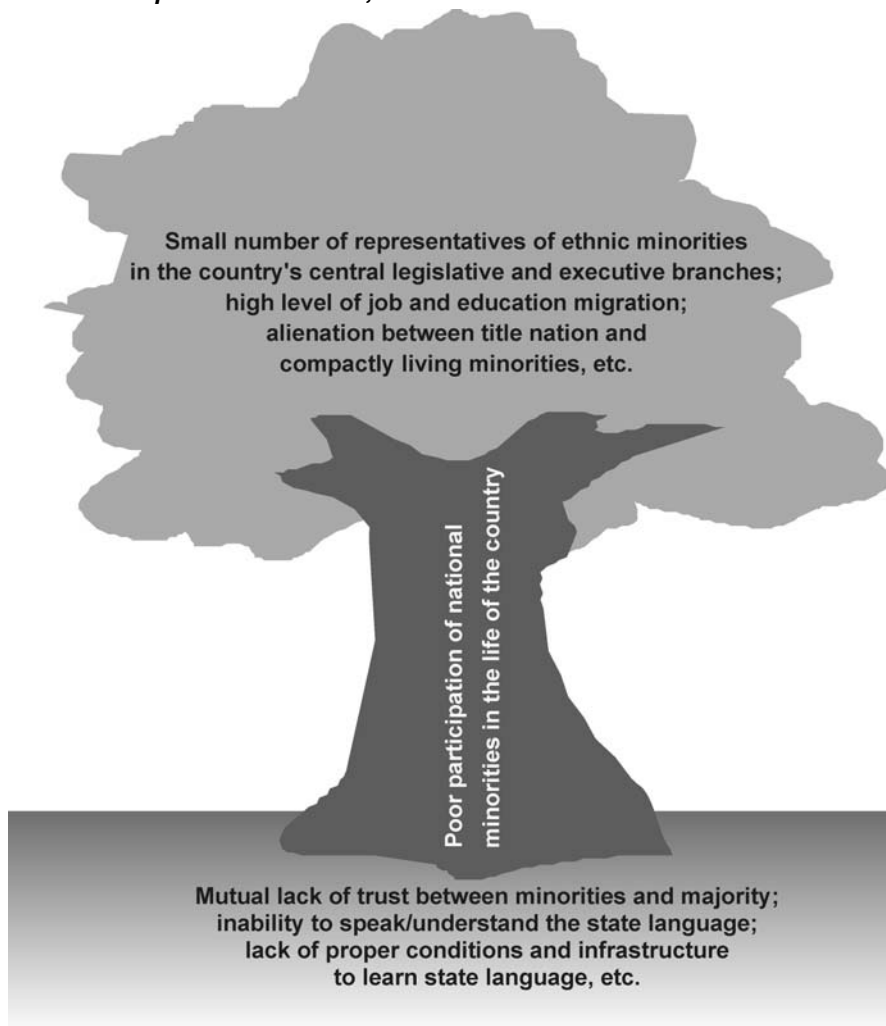 Small number of representatives of ethnic minorities
in the country's central legislative and executive branches;
high level of job and education migration;
alienation between title nation and
compactly living minorities, etc.
Poor participation of national
minorities in the life of the country
Mutual lack of trust between minorities and majority;
inability to speak/understand the state language;
lack of proper conditions and infrastructure
to learn state language, etc.